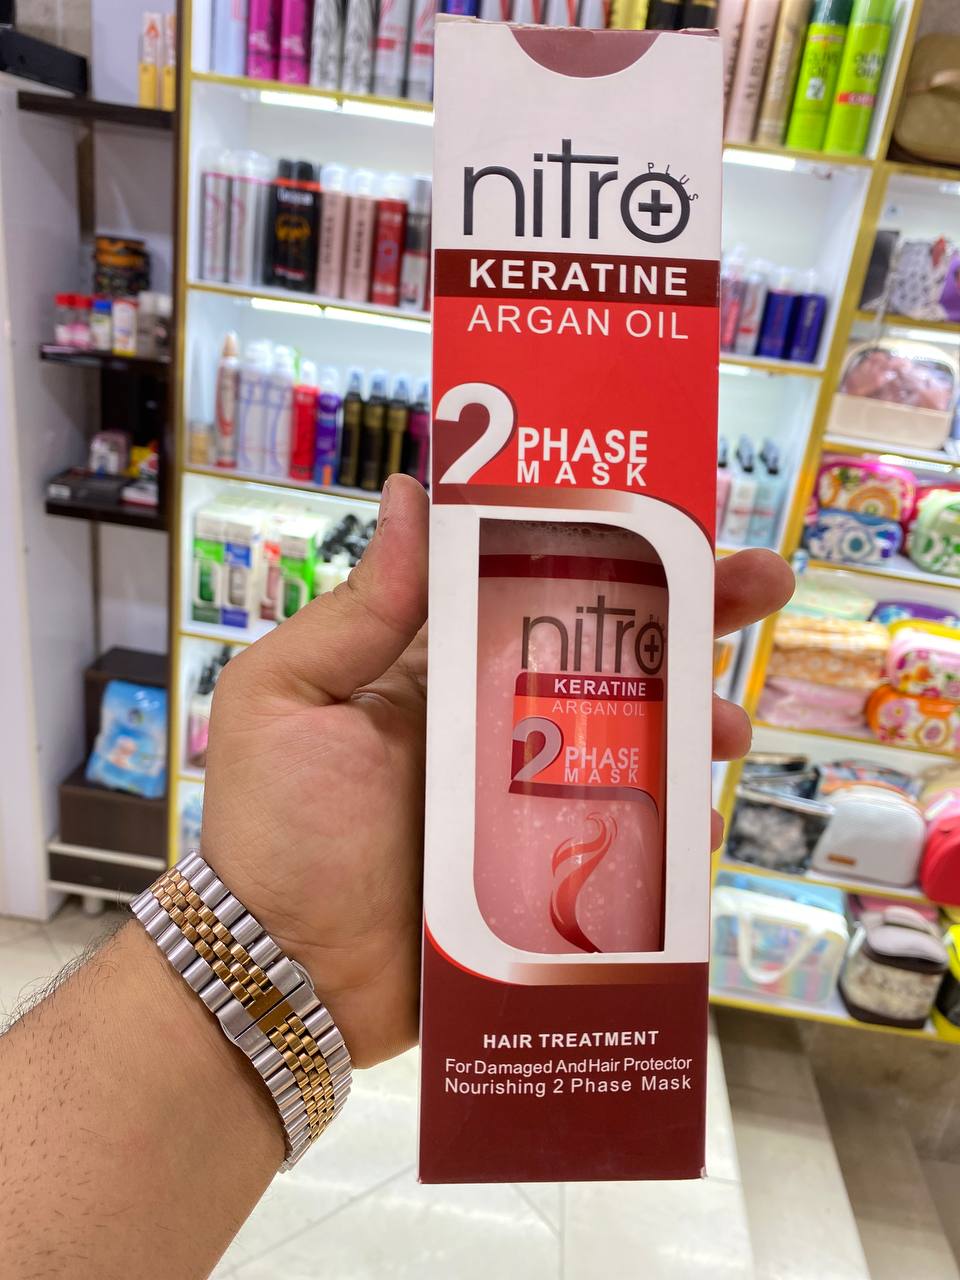 nitro
PLUS
KERATINE
ARGAN OIL
2 PHASE
MASK
nitro
PLUS
KERATINE
ARGAN OIL
2 PHASE
MASK
HAIR TREATMENT
For Damaged And Hair Protector
Nourishing 2 Phase Mask